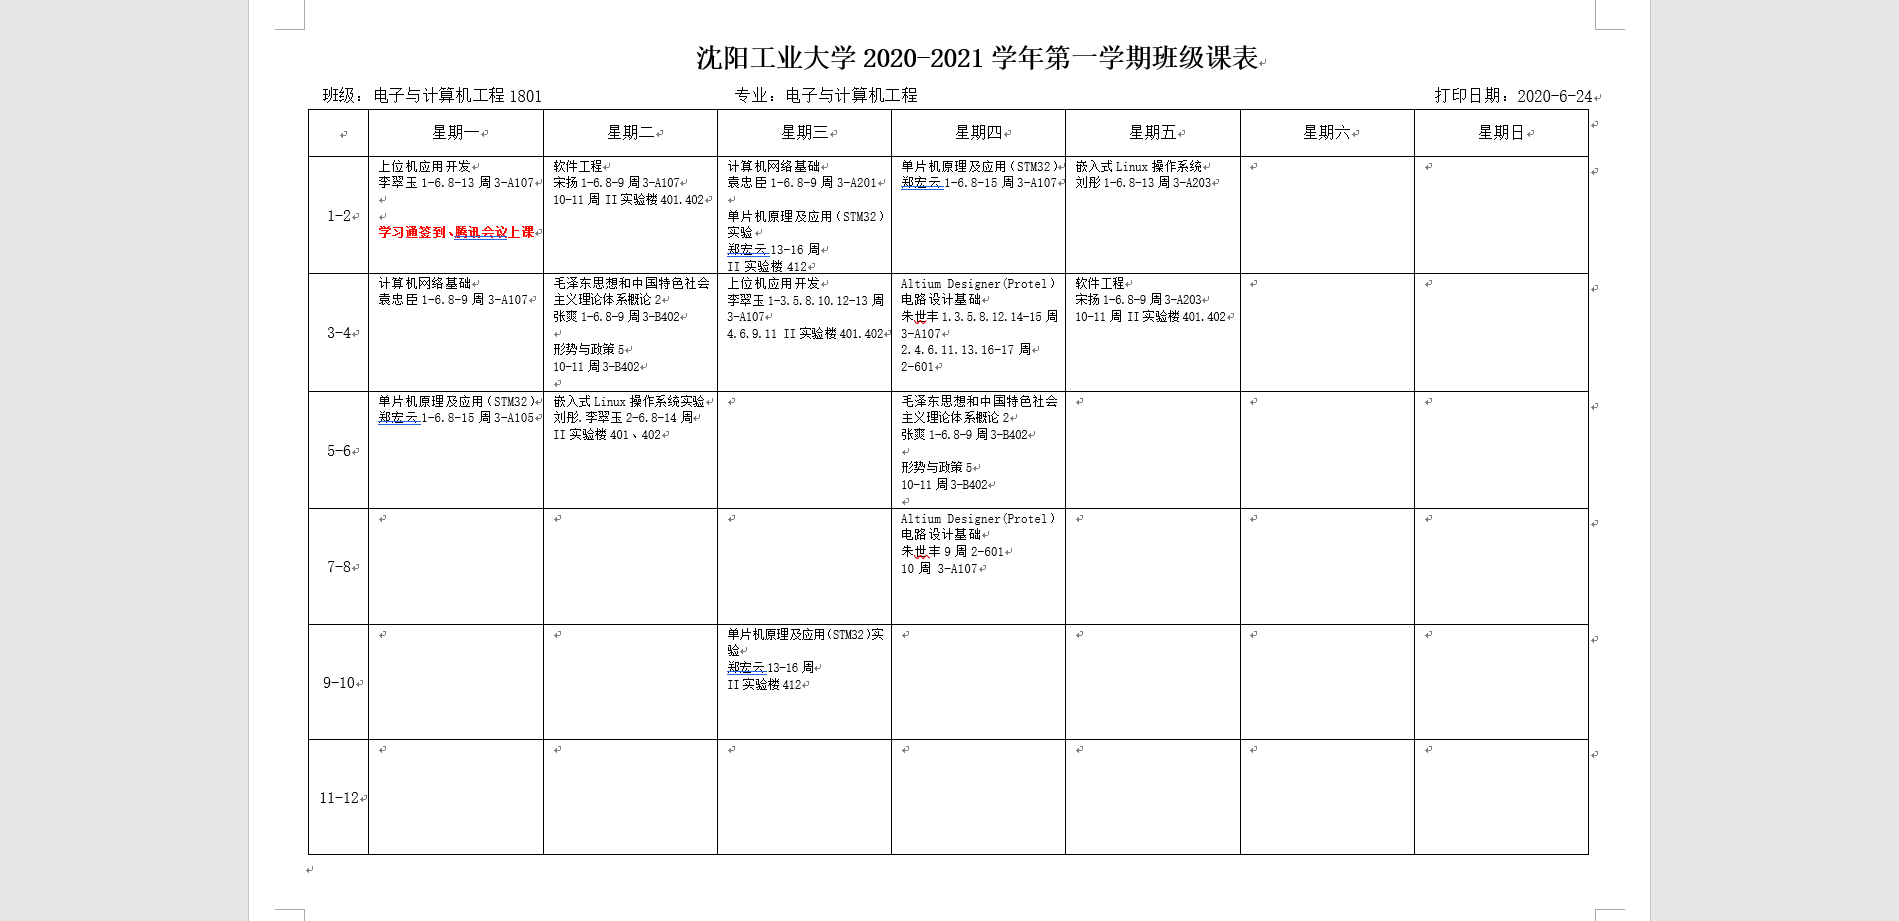 沈阳工业大学 2020-2021 学年第一学期班级课表
班级：电子与计算机工程 1801 专业：电子与计算机工程 打印日期：2020-6-24
星期一 星期二 星期三 星期四 星期五 星期六 星期日
1-2
上位机应用开发
李翠玉 1-6.8-13 周 3-A107
学习通签到、腾讯会议上课
软件工程
宋扬 1-6.8-9 周 3-A107
10-11 周 II 实验楼 401.402
计算机网络基础
袁忠臣 1-6.8-9 周 3-A201
单片机原理及应用（STM32）
实验
郑宏云 13-16 周
II 实验楼 412
单片机原理及应用（STM32）
郑宏云 1-6.8-15 周 3-A107
嵌入式 Linux 操作系统
刘彤 1-6.8-13 周 3-A203
3-4
计算机网络基础
袁忠臣 1-6.8-9 周 3-A107
毛泽东思想和中国特色社会
主义理论体系概论 2
张爽 1-6.8-9 周 3-B402
形势与政策 5
10-11 周 3-B402
上位机应用开发
李翠玉 1-3.5.8.10.12-13 周
3-A107
4.6.9.11 II 实验楼 401.402
Altium Designer(Protel)
电路设计基础
朱世丰 1.3.5.8.12.14-15 周
3-A107
2.4.6.11.13.16-17 周
2-601
软件工程
宋扬 1-6.8-9 周 3-A203
10-11 周 II 实验楼 401.402
5-6
单片机原理及应用（STM32）
郑宏云 1-6.8-15 周 3-A105
嵌入式 Linux 操作系统实验
刘彤.李翠玉 2-6.8-14 周
II 实验楼 401、402
毛泽东思想和中国特色社会
主义理论体系概论 2
张爽 1-6.8-9 周 3-B402
形势与政策 5
10-11 周 3-B402
7-8
Altium Designer(Protel)
电路设计基础
朱世丰 9 周 2-601
10 周 3-A107
9-10
单片机原理及应用（STM32）实
验
郑宏云 13-16 周
II 实验楼 412
11-12